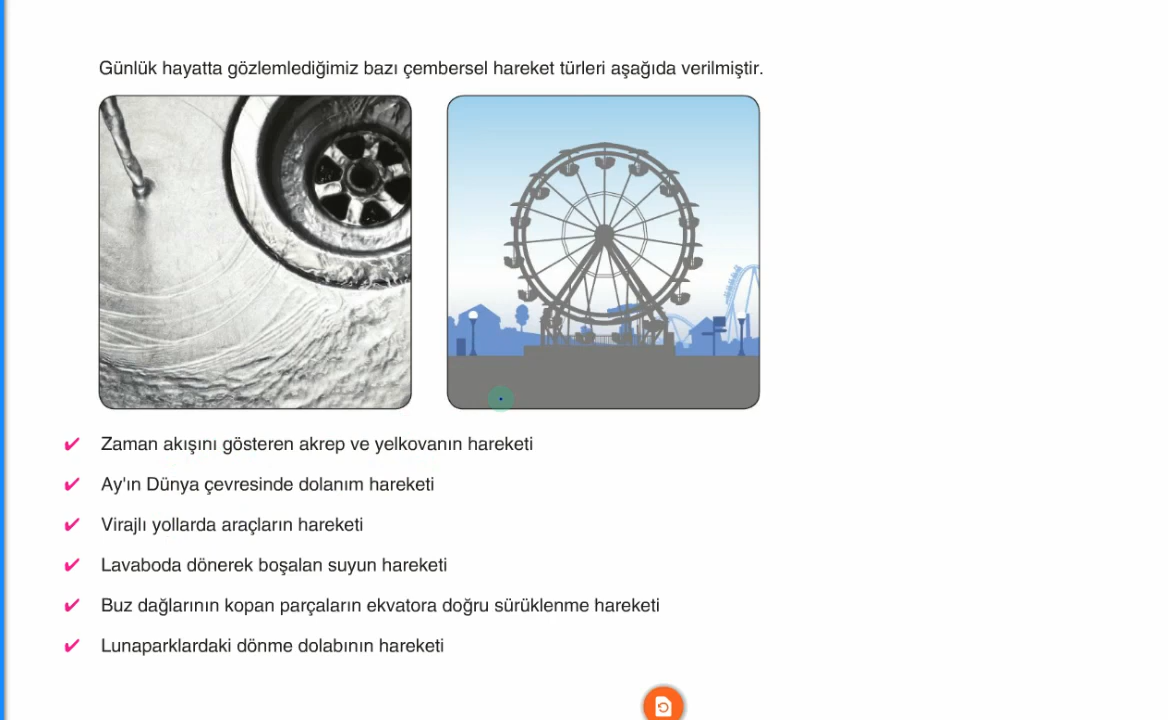 Günlük hayatta gözlemlediğimiz bazı çembersel hareket türleri aşağıda verilmiştir.
Zaman akışını gösteren akrep ve yelkovanın hareketi
Ay'ın Dünya çevresinde dolanım hareketi
Virajlı yollarda araçların hareketi
Lavaboda dönerek boşalan suyun hareketi
Buz dağlarının kopan parçaların ekvatora doğru sürüklenme hareketi
Lunaparklardaki dönme dolabının hareketi